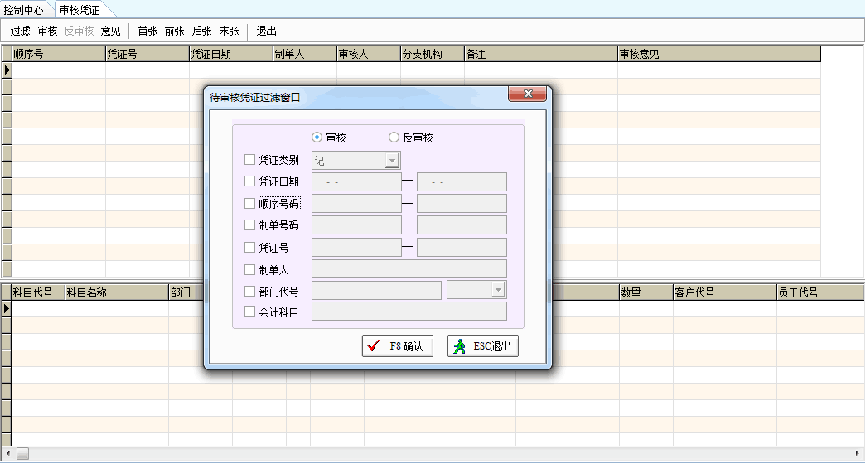 控制中心 审核凭证
过滤 审核 反审核 意见 首张 前张 后张 末张 退出
顺序号 凭证号 凭证日期 制单人 审核人 分支机构 备注 审核意见
待审核凭证过滤窗口
审核 反审核
凭证类别 记
凭证日期 - - — - -
顺序号码 —
制单号码
凭证号 —
制单人
部门代号
会计科目
F8 确认 ESC退出
科目代号 科目名称 部门 数量 客户代号 员工代号